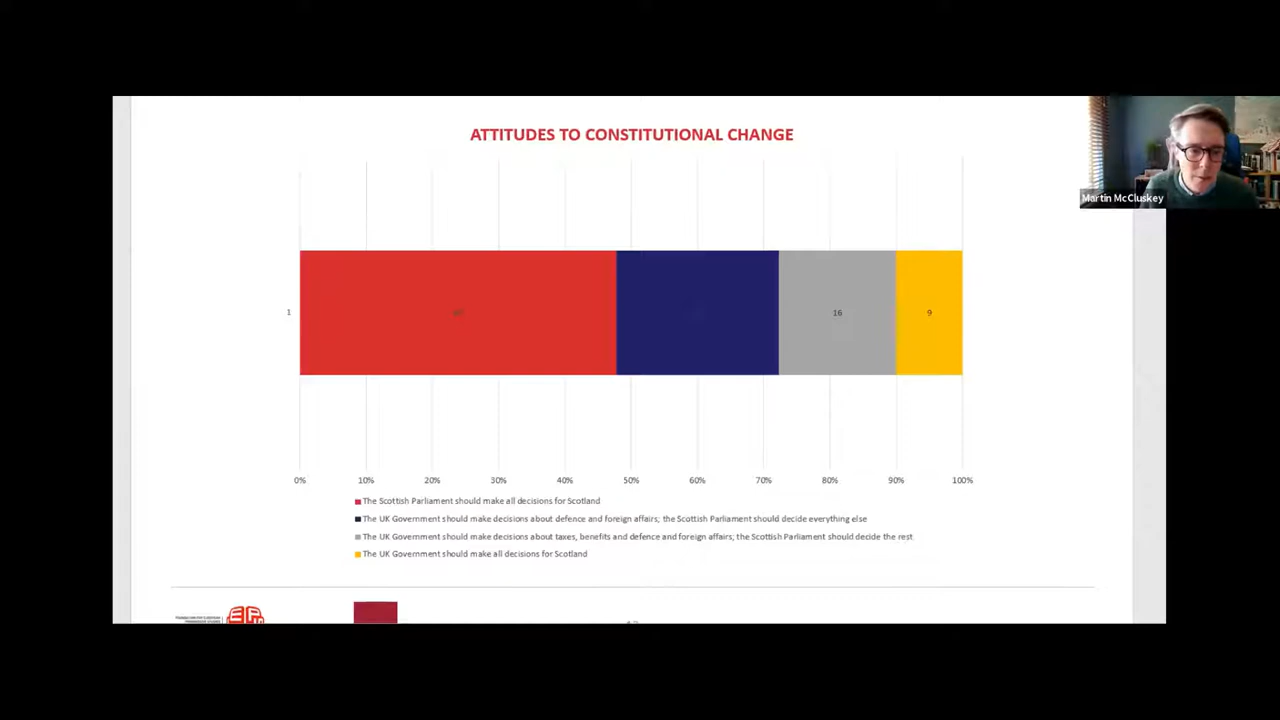 ATTITUDES TO CONSTITUTIONAL CHANGE
Martin McCluskey
1
16
9
0%
10%
20%
30%
40%
50%
60%
70%
80%
90%
100%
The Scottish Parliament should make all decisions for Scotland
The UK Government should make decisions about defence and foreign affairs; the Scottish Parliament should decide everything else
The UK Government should make decisions about taxes, benefits and defence and foreign affairs; the Scottish Parliament should decide the rest
The UK Government should make all decisions for Scotland